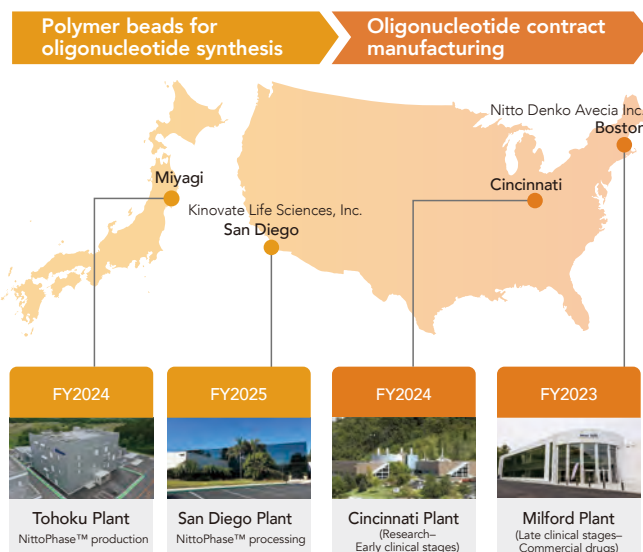 Polymer beads for
oligonucleotide synthesis
Oligonucleotide contract
manufacturing
Miyagi
Kinovate Life Sciences, Inc.
San Diego
Nitto Denko Avecia Inc.
Boston
Cincinnati
FY2024
FY2025
FY2024
FY2023
Tohoku Plant
NittoPhase™ production
San Diego Plant
NittoPhase™ processing
Cincinnati Plant
(Research–
Early clinical stages)
Milford Plant
(Late clinical stages–
Commercial drugs)